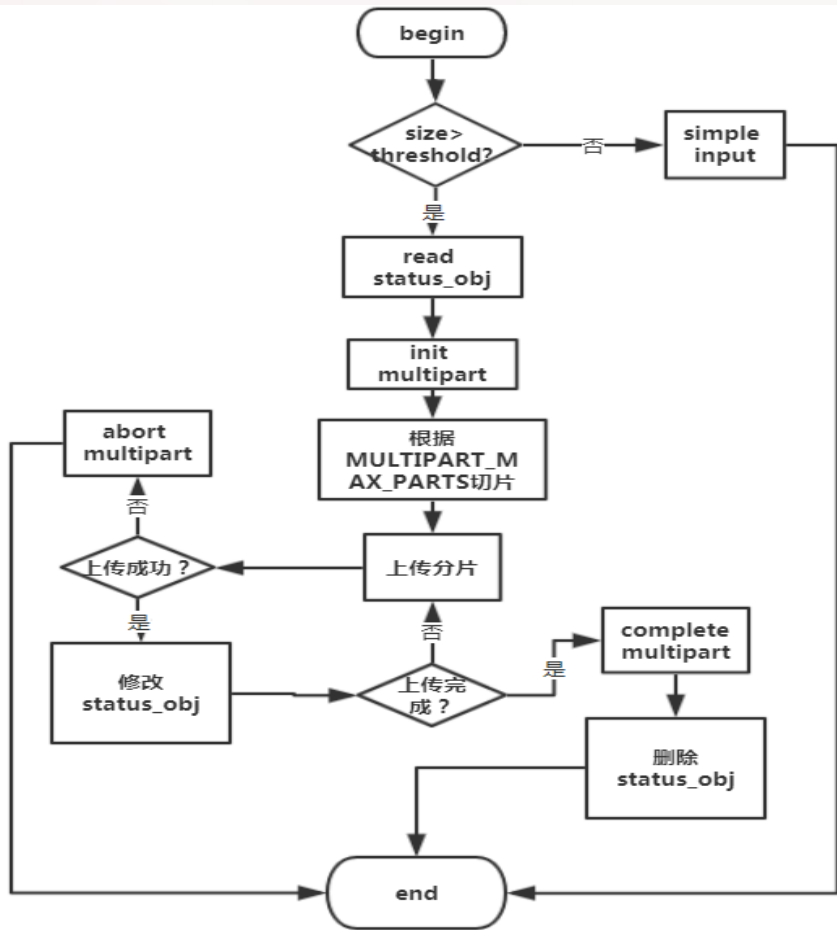 begin
size>
threshold?
否
simple
input
是
read
status_obj
init
multipart
abort
multipart
根据
MULTIPART_M
AX_PARTS切片
否
上传成功？
上传分片
是
否
complete
multipart
修改
status_obj
上传完
成？
是
删除
status_obj
end